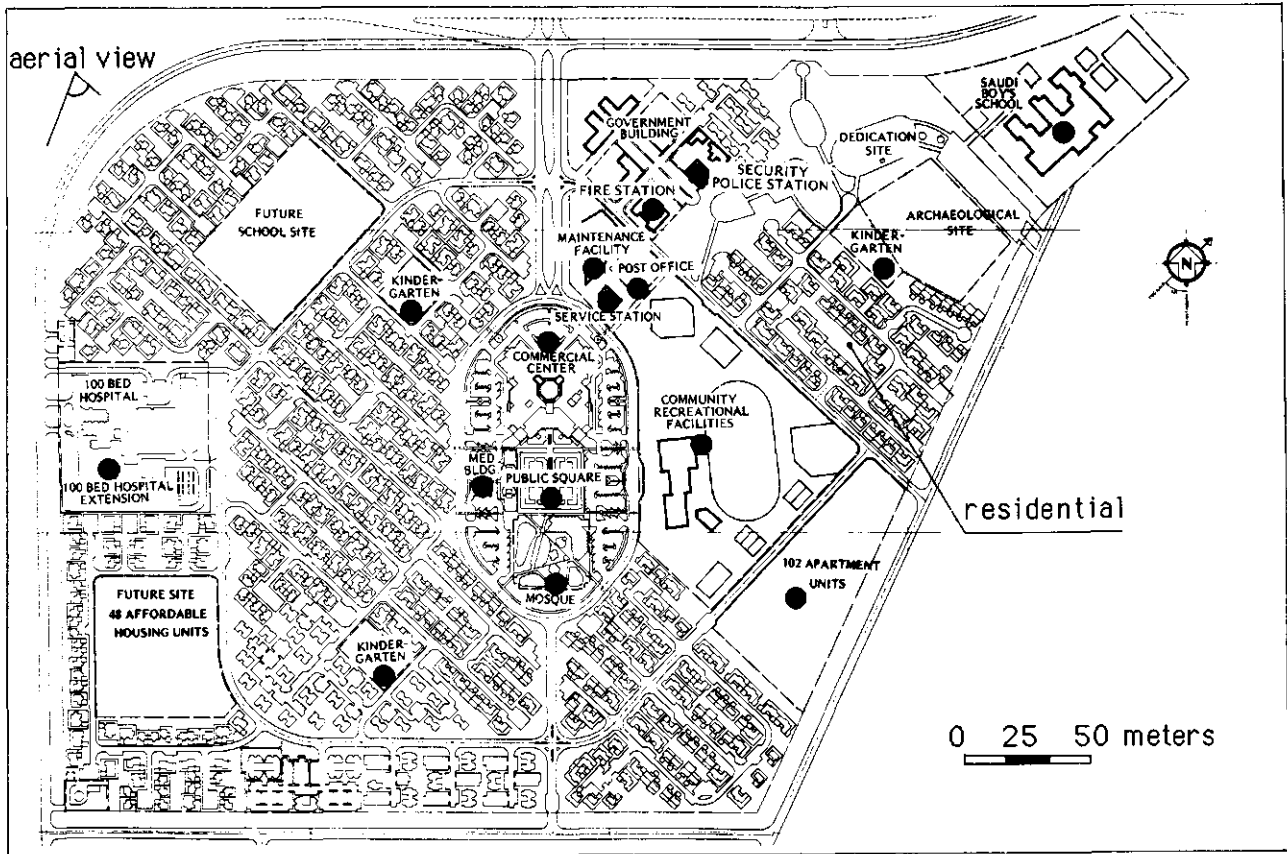 aerial view
SAUDI
BOY'S
SCHOOL
GOVERNMENT
BUILDING
DEDICATION
SITE
SECURITY
POLICE STATION
FIRE STATION
FUTURE
SCHOOL SITE
ARCHAEOLOGICAL
SITE
MAINTENANCE
FACILITY
KINDER-
GARTEN
POST OFFICE
KINDER-
GARTEN
N
SERVICE STATION
COMMERCIAL
CENTER
100 BED
HOSPITAL
COMMUNITY
RECREATIONAL
FACILITIES
MED
BLDG
PUBLIC SQUARE
100 BED HOSPITAL
EXTENSION
residential
102 APARTMENT
UNITS
MOSQUE
FUTURE SITE
48 AFFORDABLE
HOUSING UNITS
KINDER-
GARTEN
0 25 50 meters